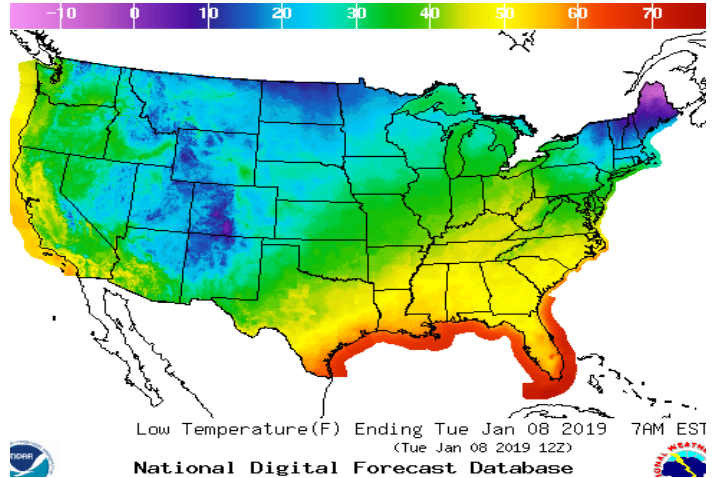 -10 0 10 20 30 40 50 60 70
Low Temperature(F) Ending Tue Jan 08 2019 7AM EST
(Tue Jan 08 2019 12Z)
National Digital Forecast Database